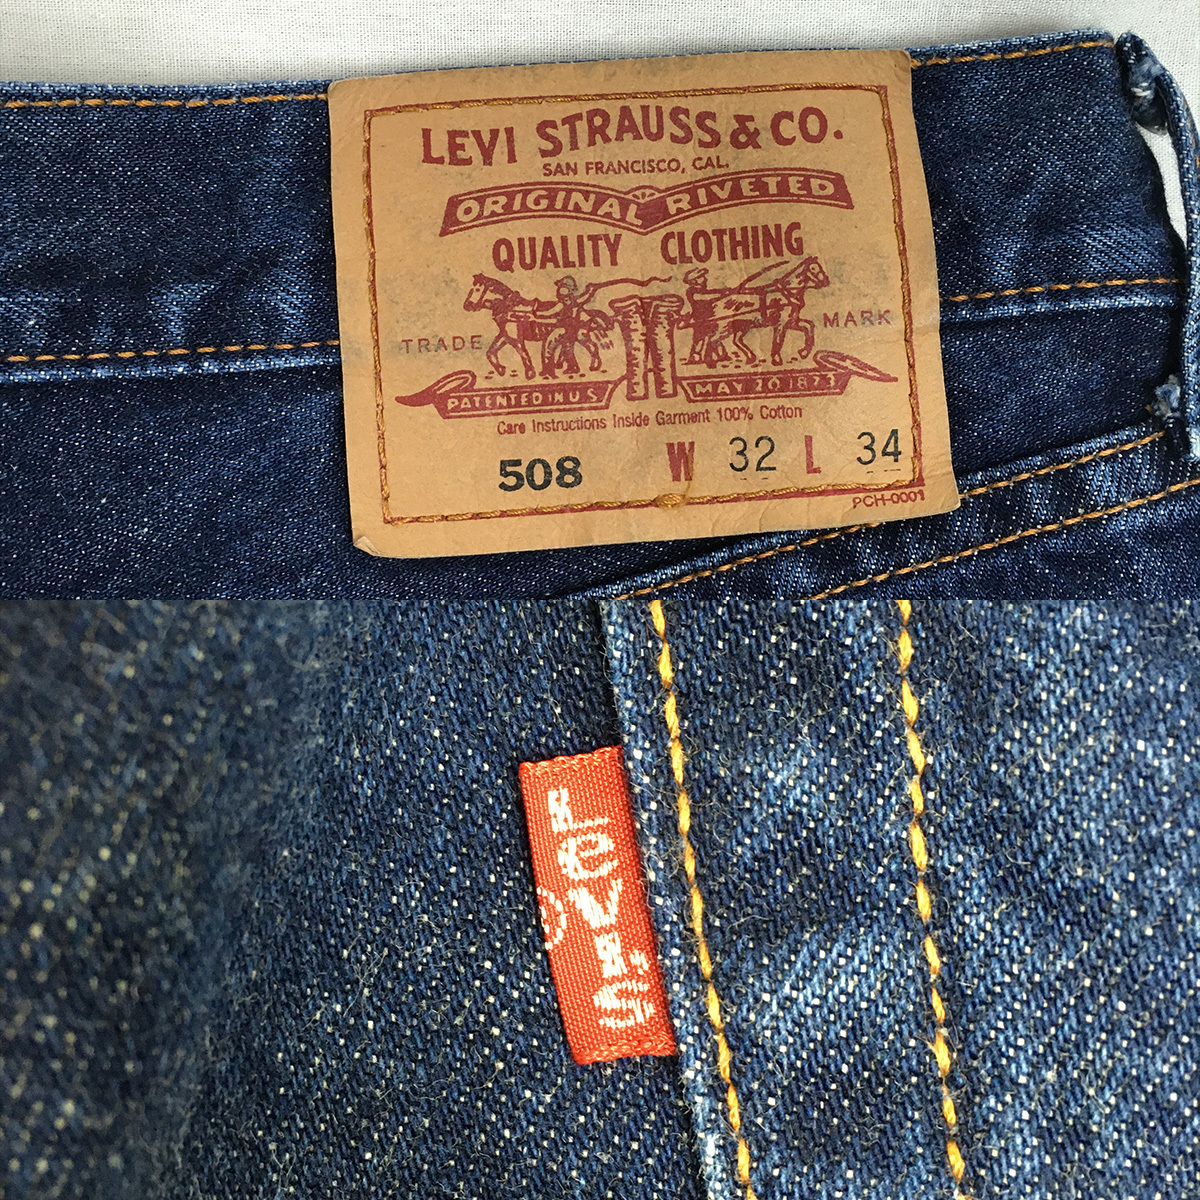 LEVI STRAUSS & CO.
SAN FRANCISCO, CAL.
ORIGINAL RIVETED
QUALITY CLOTHING
TRADE MARK
PATENTED IN U S MAY 20 1873
Care Instructions Inside Garment 100% Cotton
508 W 32 L 34
PCH-0001
Levi's
®